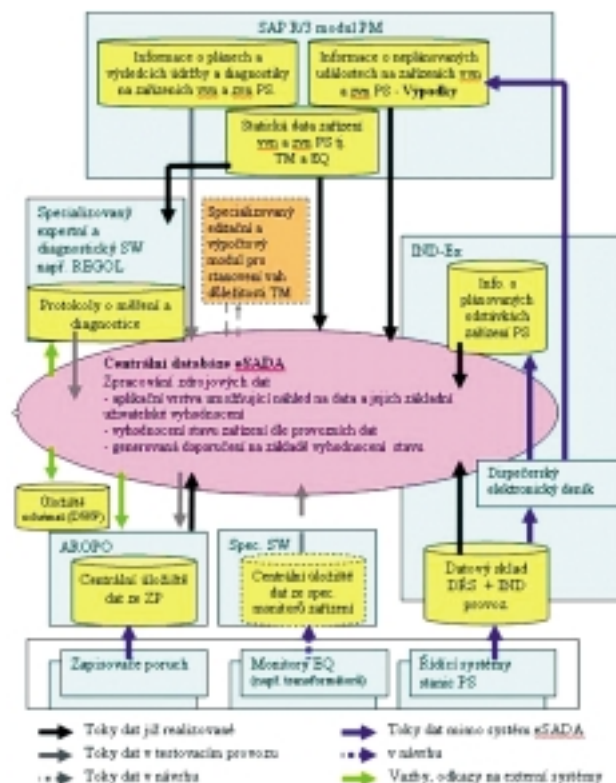 SAP R/3 modul PM
Informace o plánech a
výsledcích údržby a diagnostiky
na zařízeních vvn a zvn PS.
Informace o neplánovaných
událostech na zařízeních vvn
a zvn PS - Výpadky
Statická data zařízení
vvn a zvn PS tj.
TM a EQ
Specializovaný
expertní a
diagnostický SW
např. REGOL
Protokoly o měření a
diagnostice
Specializovaný
editační a
výpočtový
modul pro
stanovení vah
důležitosti TM
IND-Ex
Info. o
plánovaných
odstávkách
zařízení PS
Centrální databáze eSADA
Zpracování zdrojových dat
- aplikační vrstva umožňující náhled na data a jejich základní
uživatelské vyhodnocení
- vyhodnocení stavu zařízení dle provozních dat
- generovaná doporučení na základě vyhodnocení stavu
Dispečerský
elektronický deník
Úložiště
schémat (DWF)
AROPO
Centrální úložiště
dat ze ZP
Spec. SW
Centrální úložiště
dat ze spec.
monitorů zařízení
Datový sklad
DŘS + IND
provoz.
Zapisovače poruch
Monitory EQ
(např. transformátorů)
Řídicí systémy
stanic PS
Toky dat již realizované
Toky dat mimo systém eSADA
Toky dat v testovacím provozu
v návrhu
Toky dat v návrhu
Vazby, odkazy na externí systémy